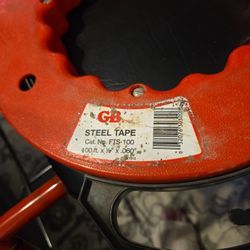 GB
STEEL TAPE
Cat. No. FTS-100
100 ft. x ⅛" x .060"